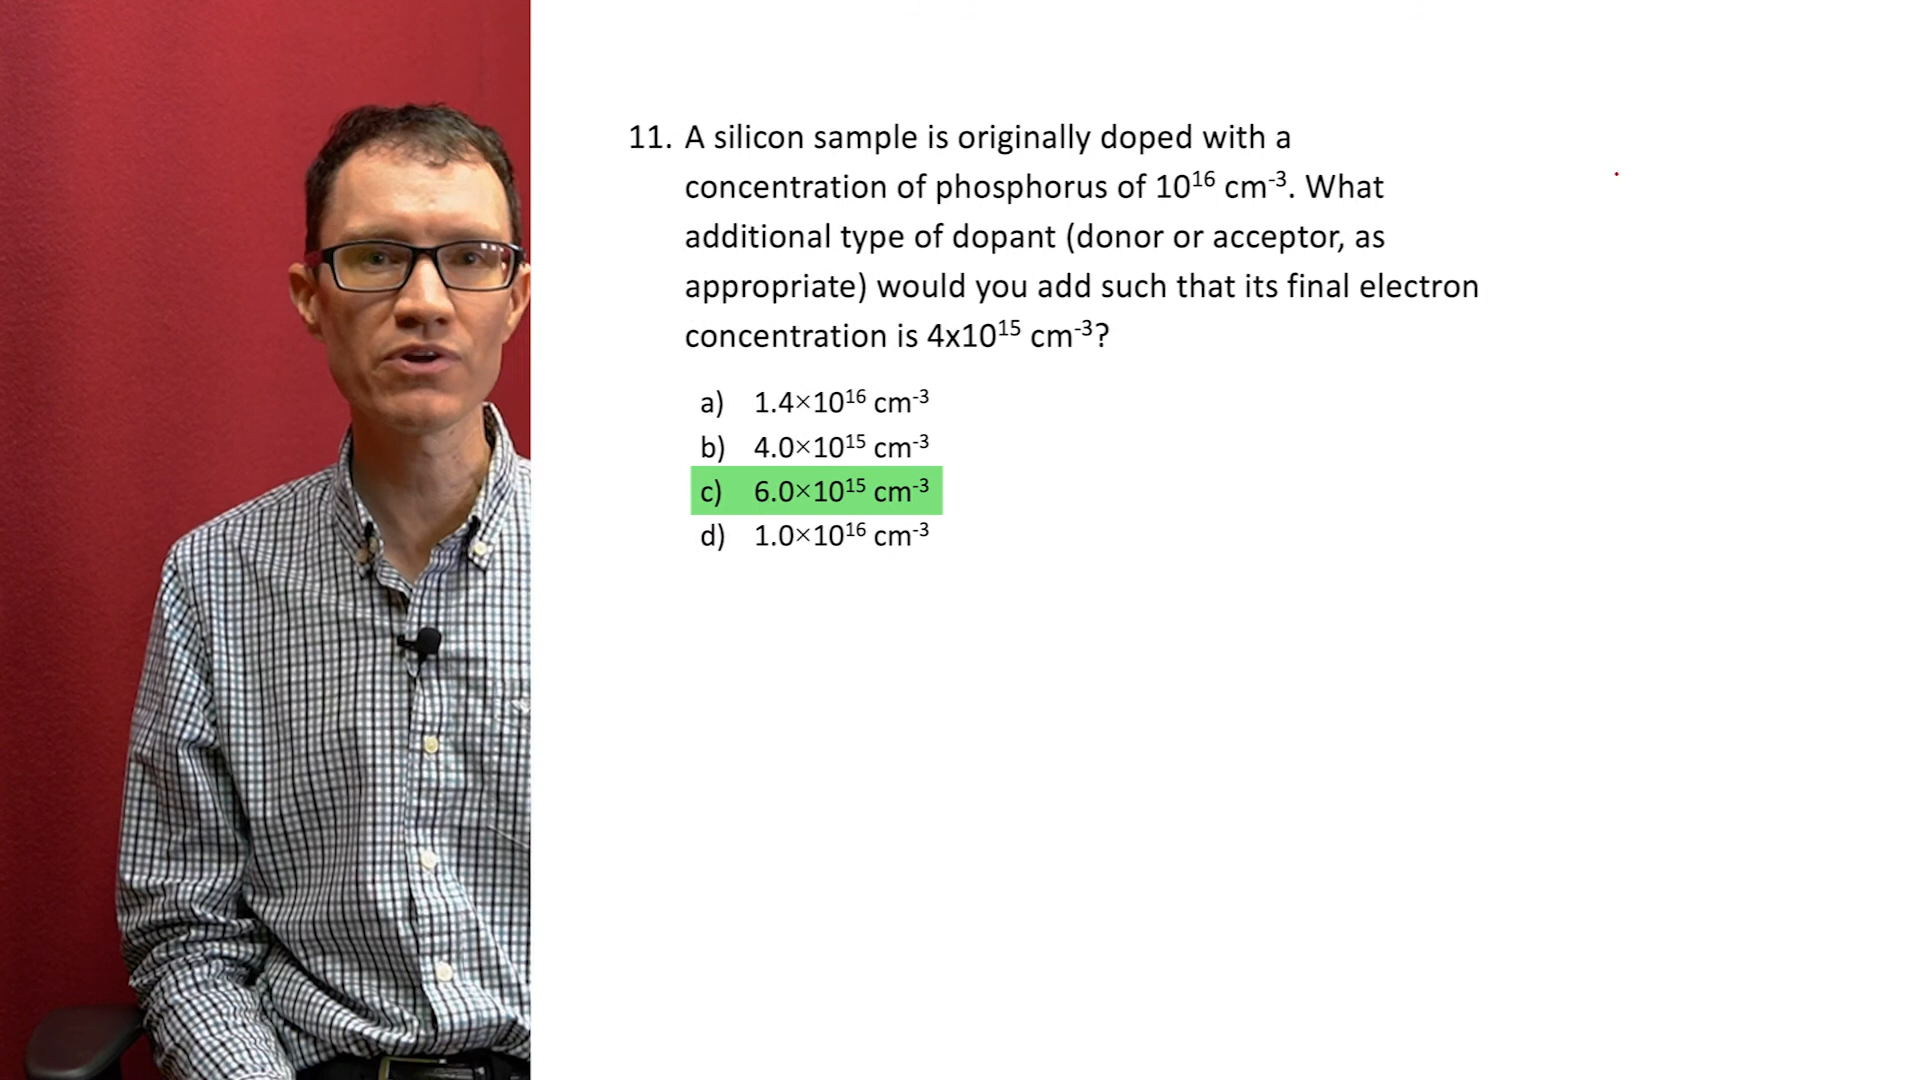 11. A silicon sample is originally doped with a
concentration of phosphorus of 10¹⁶ cm⁻³. What
additional type of dopant (donor or acceptor, as
appropriate) would you add such that its final electron
concentration is 4x10¹⁵ cm⁻³?
a) 1.4×10¹⁶ cm⁻³
b) 4.0×10¹⁵ cm⁻³
c) 6.0×10¹⁵ cm⁻³
d) 1.0×10¹⁶ cm⁻³